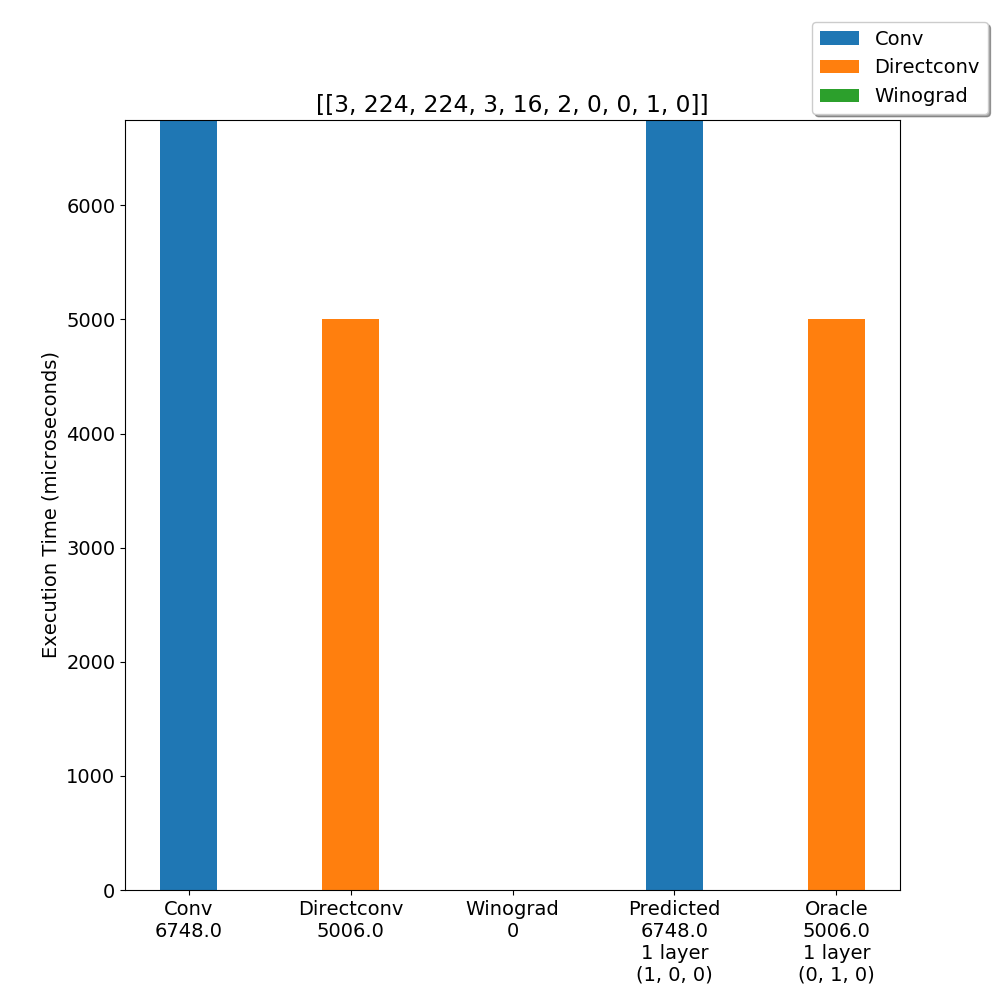 Conv
Directconv
Winograd
[[3, 224, 224, 3, 16, 2, 0, 0, 1, 0]]
Execution Time (microseconds)
6000
5000
4000
3000
2000
1000
0
Conv
6748.0
Directconv
5006.0
Winograd
0
Predicted
6748.0
1 layer
(1, 0, 0)
Oracle
5006.0
1 layer
(0, 1, 0)